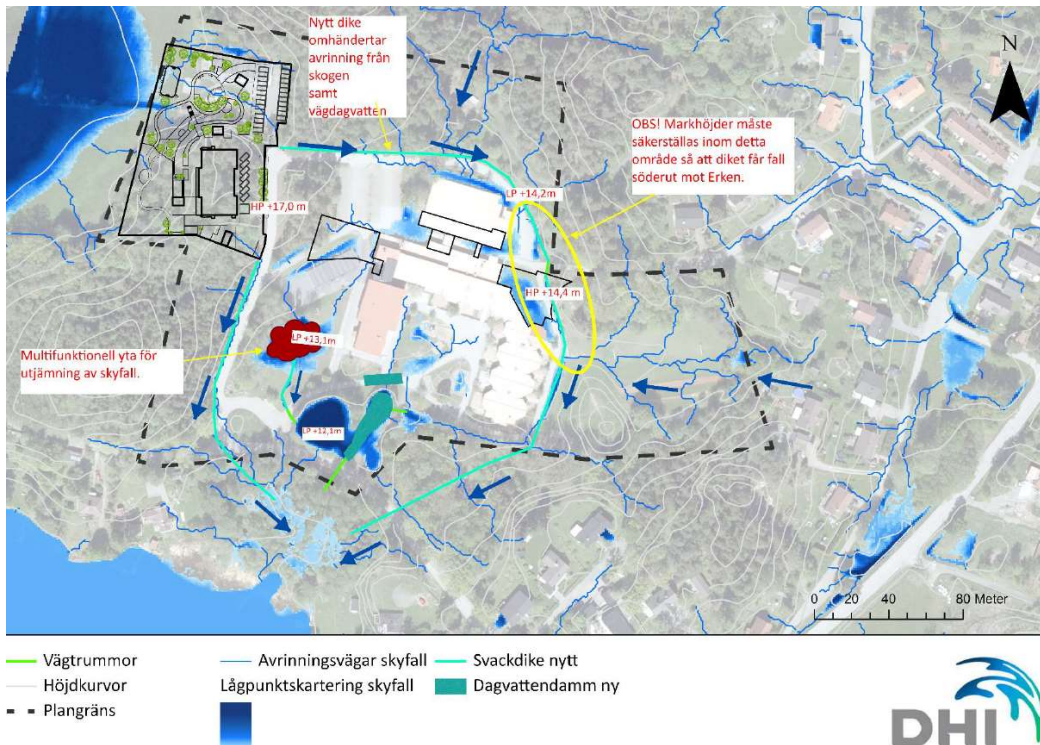 Nytt dike
omhändertar
avrinning från
skogen
samt
vägdagvatten
N
OBS! Markhöjder måste
säkerställas inom detta
område så att diket får fall
söderut mot Erken.
LP +14,2m
HP +17,0 m
HP +14,4 m
LP +13,1m
Multifunktionell yta för
utjämning av skyfall.
LP +12,1m
0 20 40 80 Meter
Vägtrummor
Höjdkurvor
Plangräns
Avrinningsvägar skyfall
Lågpunktskartering skyfall
Svackdike nytt
Dagvattendamm ny
DHI